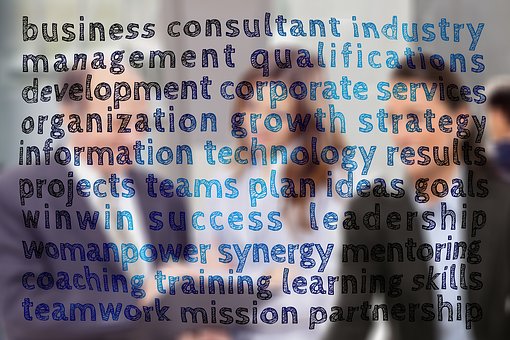 business consultant industry
management qualifications
development corporate services
organization growth strategy
information technology results
projects teams plan ideas goals
winwin success leadership
womanpower synergy mentoring
coaching training learning skills
teamwork mission partnership